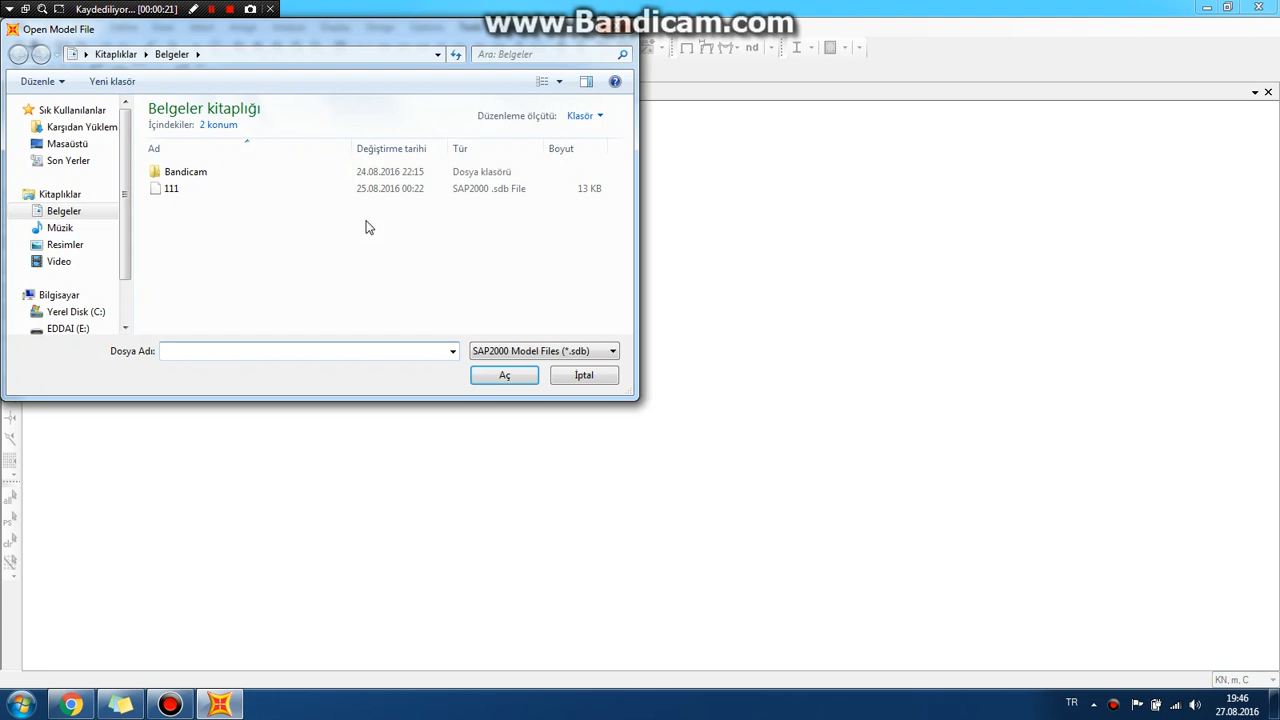 Kaydediliyor... [00:00:21]
www.Bandicam.com
Open Model File
Kitaplıklar Belgeler
Ara: Belgeler
nd
Düzenle Yeni klasör
Sık Kullanılanlar
Karşıdan Yüklem
Masaüstü
Son Yerler
Kitaplıklar
Belgeler
Müzik
Resimler
Video
Bilgisayar
Yerel Disk (C:)
EDDAI (E:)
Belgeler kitaplığı
İçindekiler: 2 konum
Düzenleme ölçütü: Klasör
Ad Değiştirme tarihi Tür Boyut
Bandicam 24.08.2016 22:15 Dosya klasörü
111 25.08.2016 00:22 SAP2000 .sdb File 13 KB
Dosya Adı: SAP2000 Model Files (*.sdb)
Aç İptal
all
ps
clr
KN, m, C
TR
19:46
27.08.2016